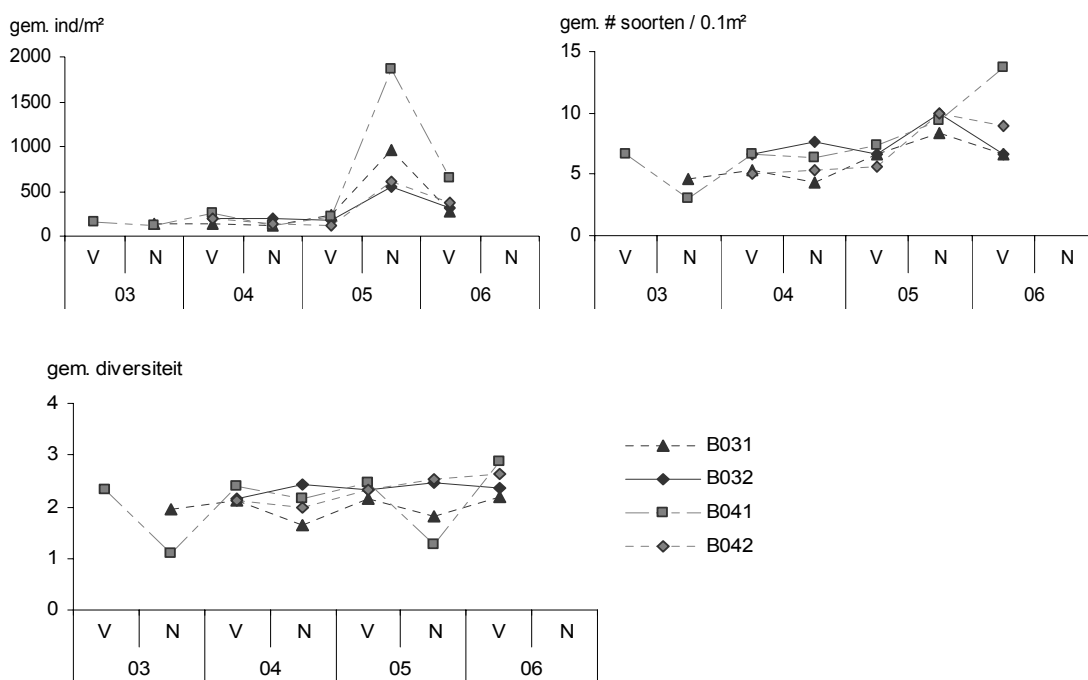 gem. ind/m²
2000
1500
1000
500
0
V N V N V N V N
03 04 05 06
gem. # soorten / 0.1m²
15
10
5
0
V N V N V N V N
03 04 05 06
gem. diversiteit
4
3
2
1
0
V N V N V N V N
03 04 05 06
B031
B032
B041
B042